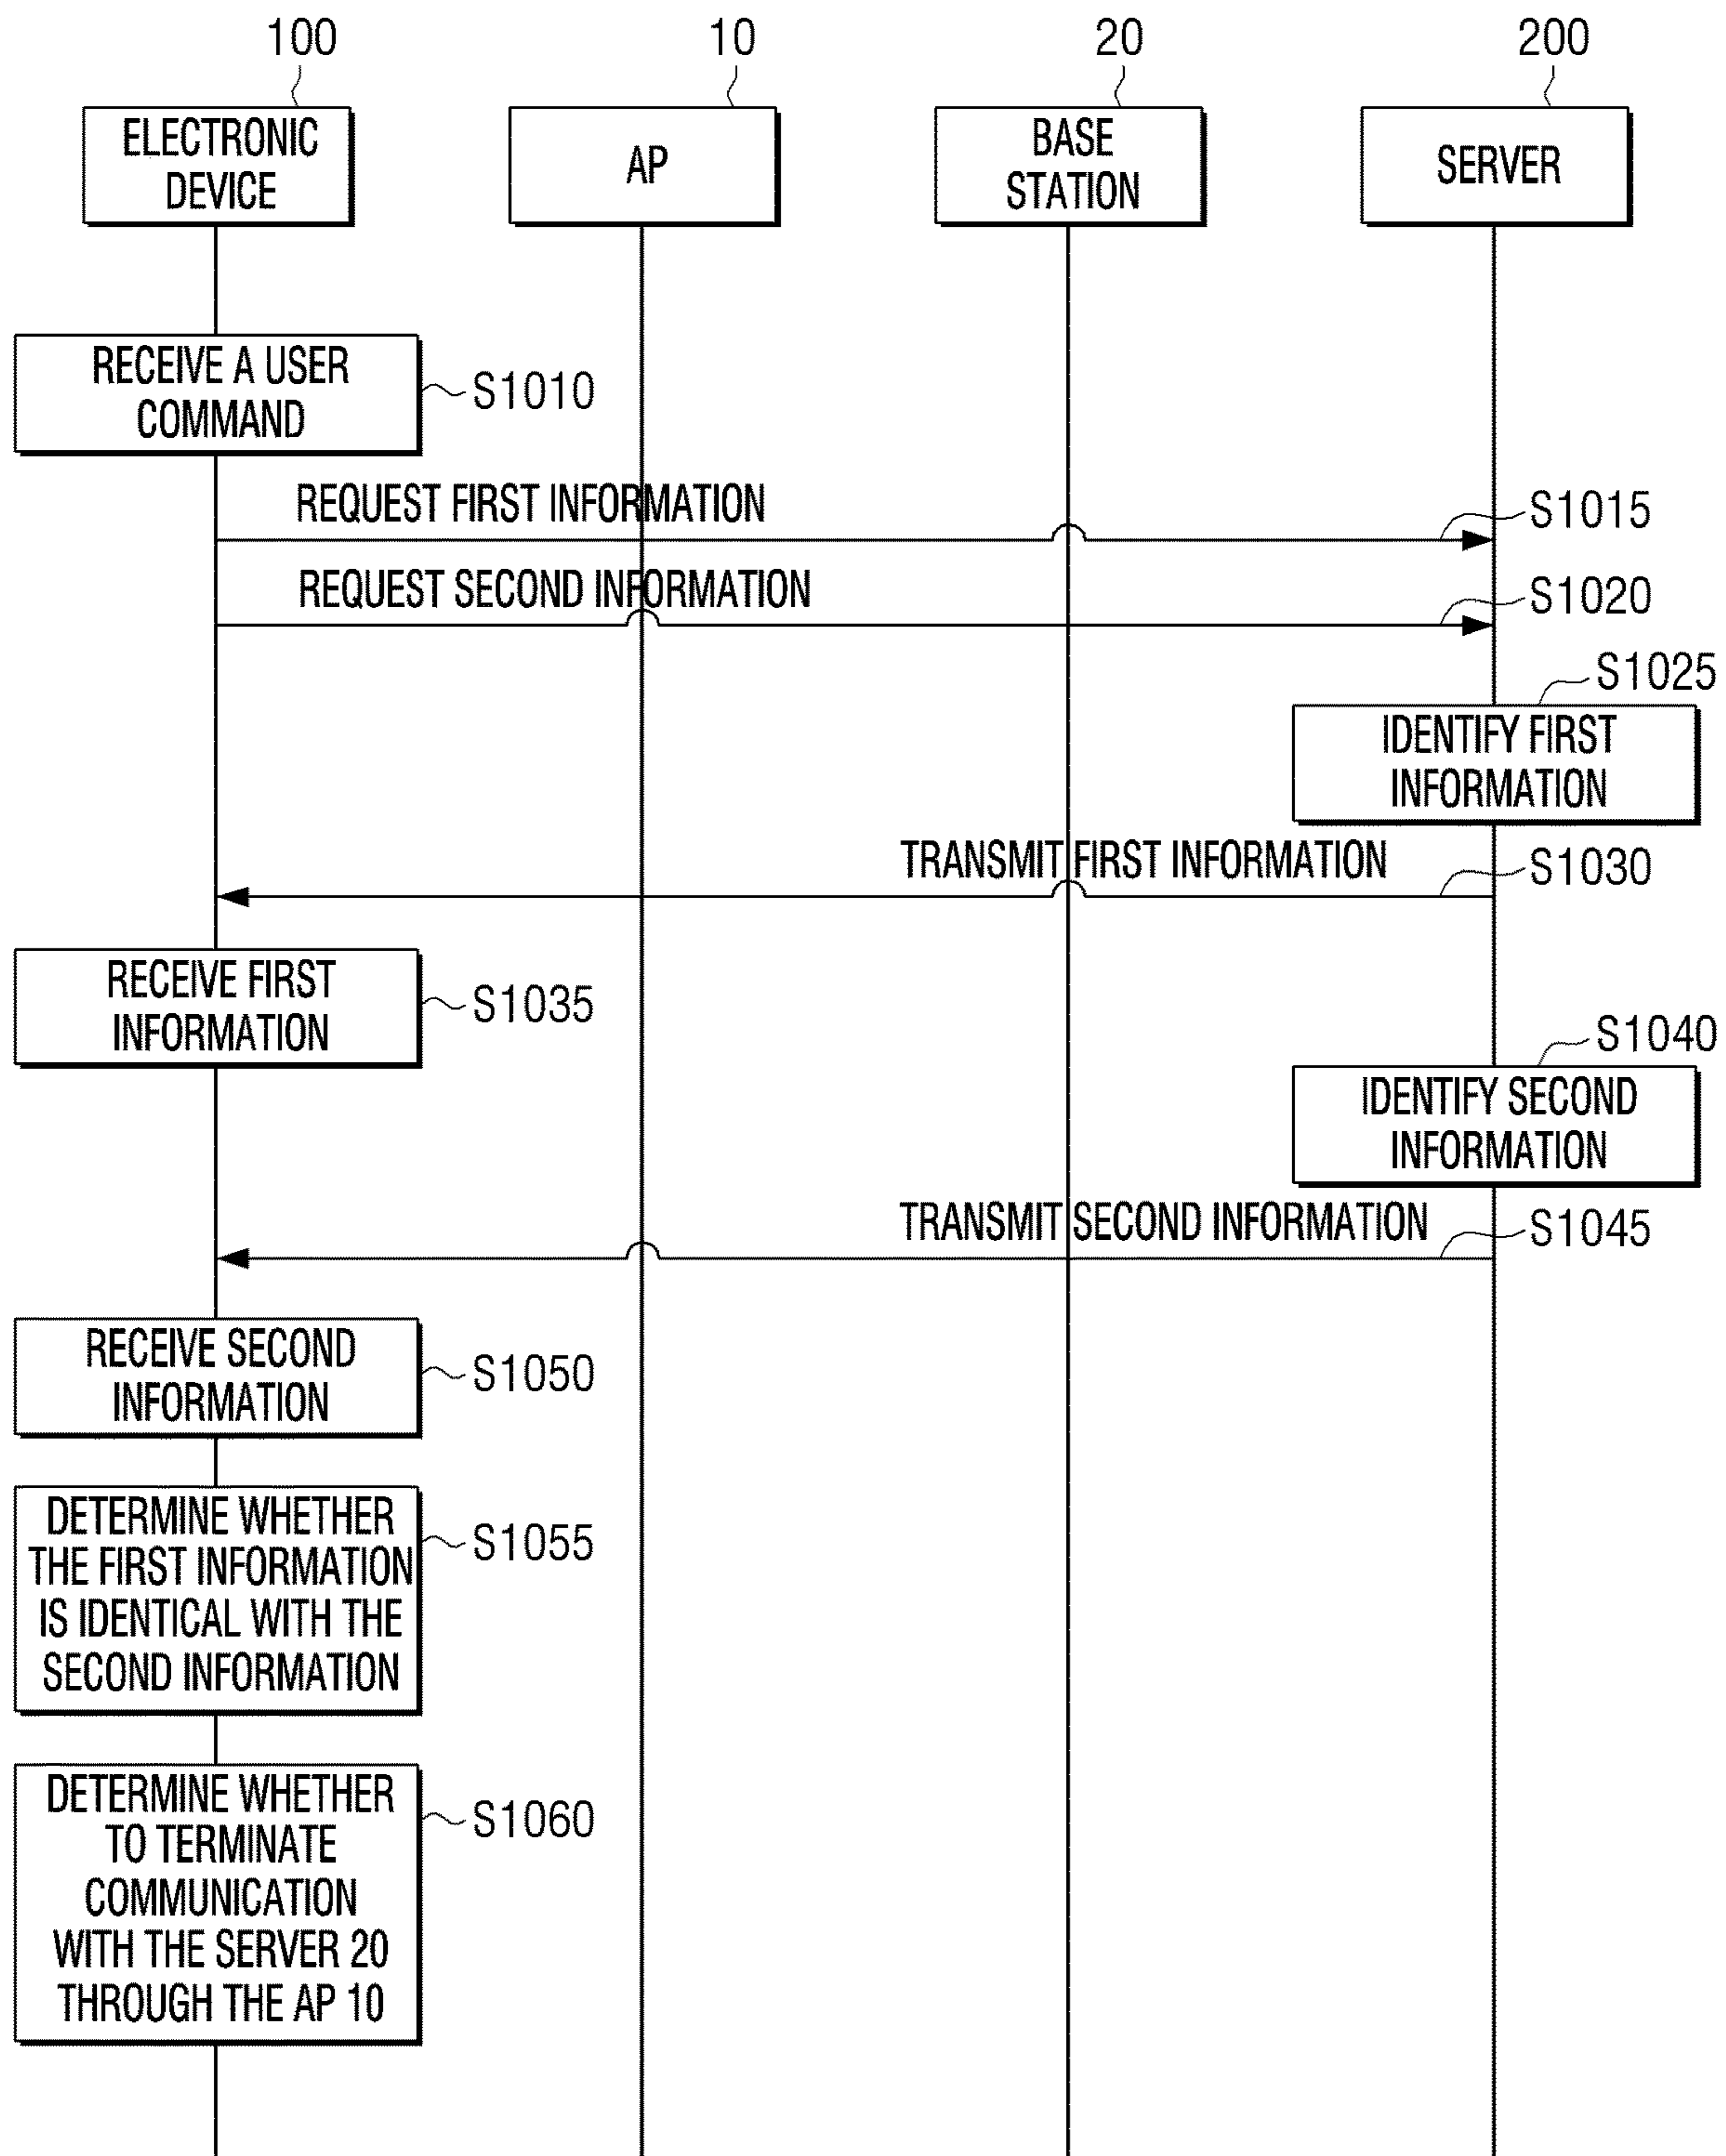 100
10
20
200
ELECTRONIC
DEVICE
AP
BASE
STATION
SERVER
RECEIVE A USER
COMMAND
S1010
REQUEST FIRST INFORMATION
S1015
REQUEST SECOND INFORMATION
S1020
S1025
IDENTIFY FIRST
INFORMATION
TRANSMIT FIRST INFORMATION
S1030
RECEIVE FIRST
INFORMATION
S1035
S1040
IDENTIFY SECOND
INFORMATION
TRANSMIT SECOND INFORMATION
S1045
RECEIVE SECOND
INFORMATION
S1050
DETERMINE WHETHER
THE FIRST INFORMATION
IS IDENTICAL WITH THE
SECOND INFORMATION
S1055
DETERMINE WHETHER
TO TERMINATE
COMMUNICATION
WITH THE SERVER 20
THROUGH THE AP 10
S1060